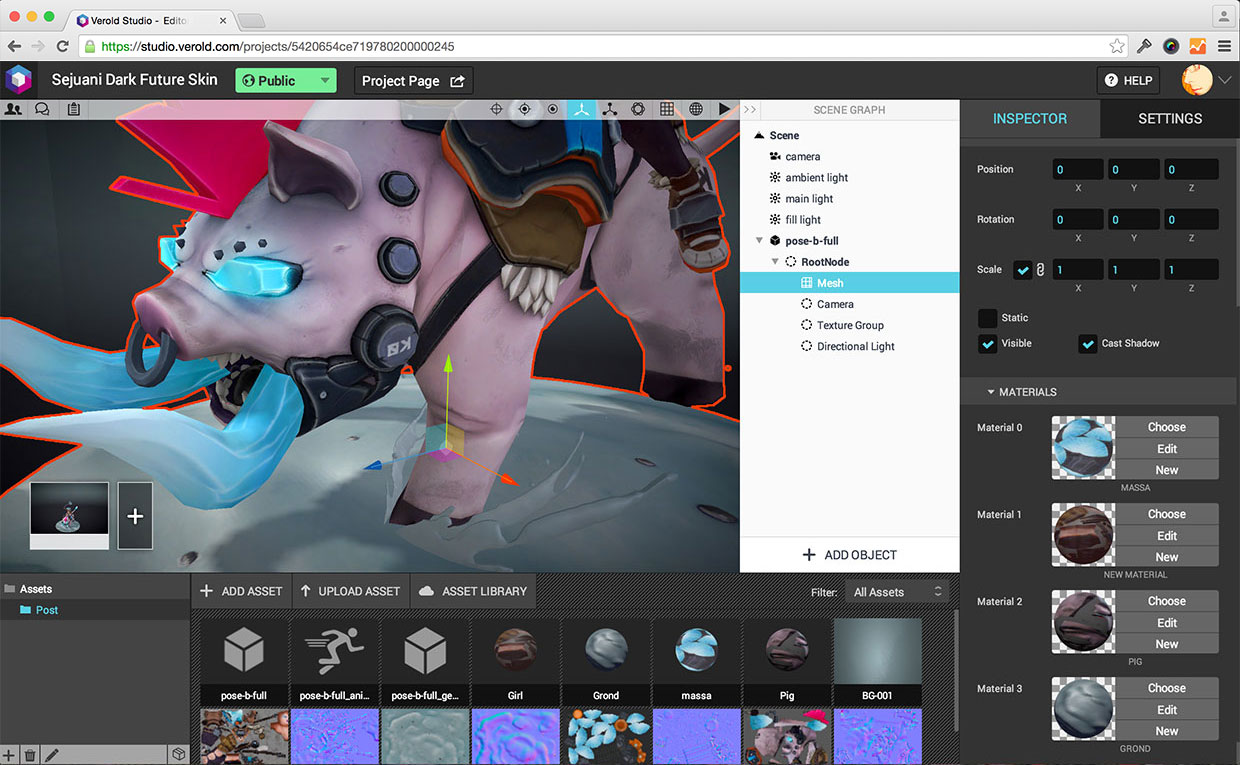 Verold Studio - Edito
https://studio.verold.com/projects/5420654ce719780200000245
Sejuani Dark Future Skin
Public
Project Page
HELP
SCENE GRAPH
Scene
camera
ambient light
main light
fill light
pose-b-full
RootNode
Mesh
Camera
Texture Group
Directional Light
ADD OBJECT
INSPECTOR
SETTINGS
Position
0 0 0
X Y Z
Rotation
0 0 0
X Y Z
Scale
1 1 1
X Y Z
Static
Visible
Cast Shadow
MATERIALS
Material 0
Choose
Edit
New
MASSA
Material 1
Choose
Edit
New
NEW MATERIAL
Material 2
Choose
Edit
New
PIG
Material 3
Choose
Edit
New
GROND
Assets
Post
ADD ASSET
UPLOAD ASSET
ASSET LIBRARY
Filter:
All Assets
pose-b-full
pose-b-full_ani...
pose-b-full_ge...
Girl
Grond
massa
Pig
BG-001